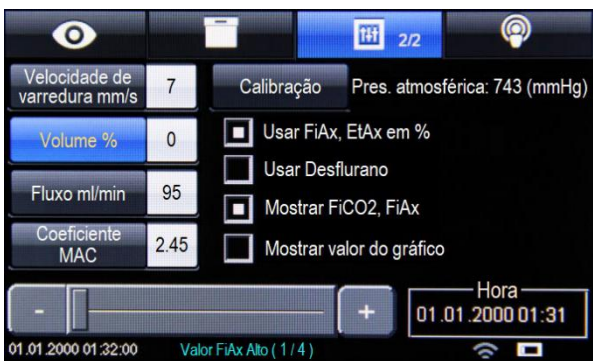 2/2
Velocidade de
varredura mm/s
7
Calibração
Pres. atmosférica: 743 (mmHg)
Volume %
0
Usar FiAx, EtAx em %
Usar Desflurano
Fluxo ml/min
95
Mostrar FiCO2, FiAx
Coeficiente
MAC
2.45
Mostrar valor do gráfico
-
+
Hora
01.01.2000 01:31
01.01.2000 01:32:00
Valor FiAx Alto ( 1 / 4 )